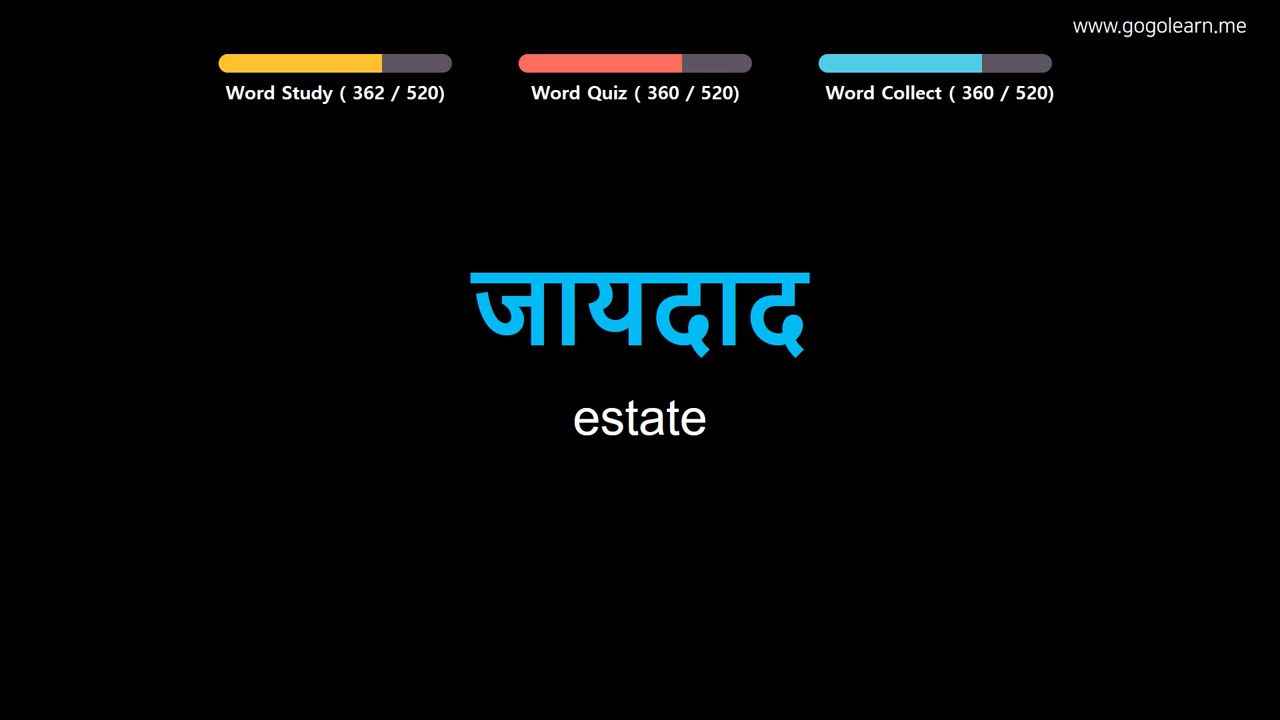 www.gogolearn.me
Word Study ( 362 / 520)
Word Quiz ( 360 / 520)
Word Collect ( 360 / 520)
जायदाद
estate